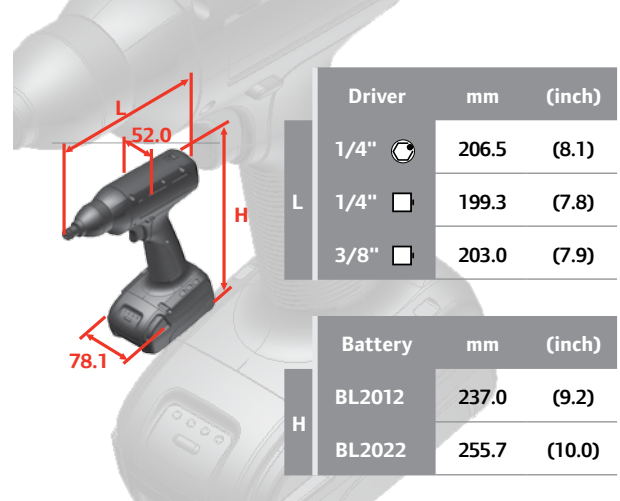 L
52.0
H
78.1
Driver mm (inch)
L
1/4" 206.5 (8.1)
1/4" 199.3 (7.8)
3/8" 203.0 (7.9)
Battery mm (inch)
H
BL2012 237.0 (9.2)
BL2022 255.7 (10.0)